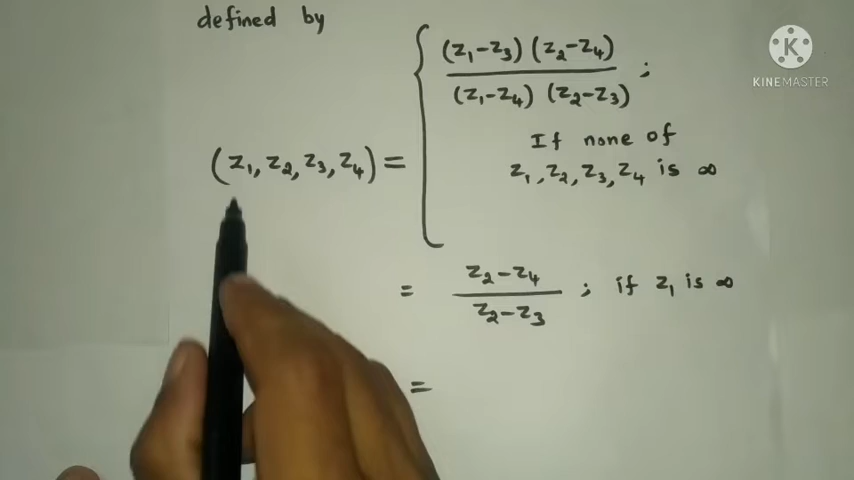 defined by
(z₁-z₃) (z₂-z₄)
(z₁-z₄) (z₂-z₃) ;
If none of
(z₁, z₂, z₃, z₄) =
z₁, z₂, z₃, z₄ is ∞
= z₂-z₄ / z₂-z₃ ; if z₁ is ∞
=
K
KINEMASTER